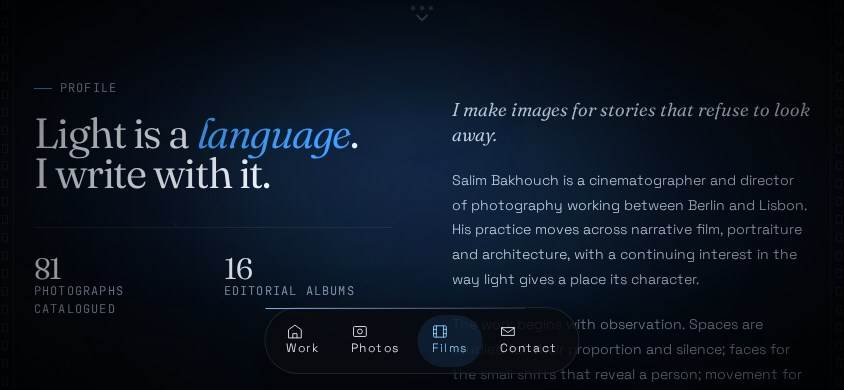 PROFILE
Light is a language.
I write with it.
81
PHOTOGRAPHS
CATALOGUED
16
EDITORIAL ALBUMS
I make images for stories that refuse to look
away.
Salim Bakhouch is a cinematographer and director
of photography working between Berlin and Lisbon.
His practice moves across narrative film, portraiture
and architecture, with a continuing interest in the
way light gives a place its character.
The work begins with observation. Spaces are
proportion and silence; faces for
the small shifts that reveal a person; movement for
Work
Photos
Films
Contact